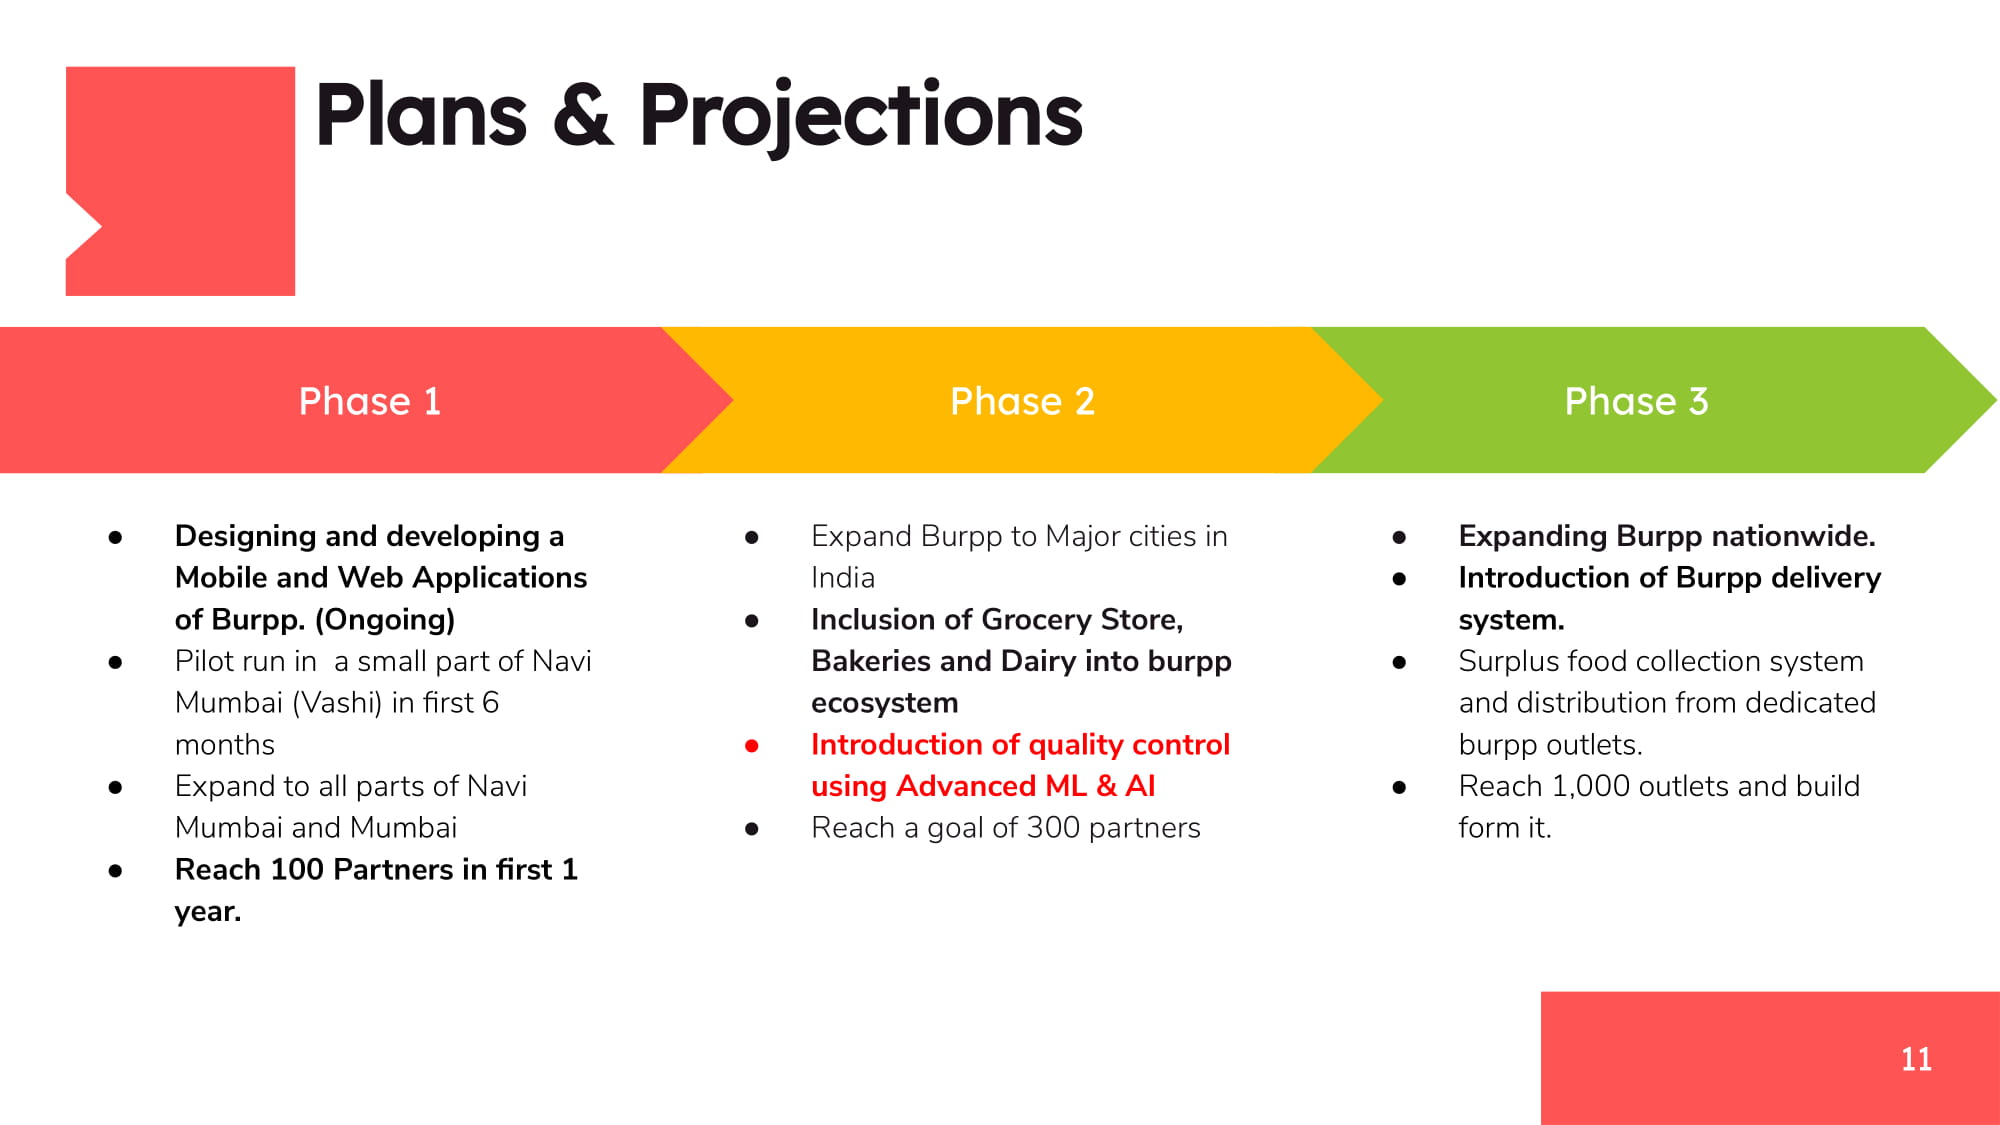 Plans & Projections
Phase 1
Phase 2
Phase 3
● Designing and developing a
Mobile and Web Applications
of Burpp. (Ongoing)
● Pilot run in  a small part of Navi
Mumbai (Vashi) in first 6
months
● Expand to all parts of Navi
Mumbai and Mumbai
● Reach 100 Partners in first 1
year.
● Expand Burpp to Major cities in
India
● Inclusion of Grocery Store,
Bakeries and Dairy into burpp
ecosystem
● Introduction of quality control
using Advanced ML & AI
● Reach a goal of 300 partners
● Expanding Burpp nationwide.
● Introduction of Burpp delivery
system.
● Surplus food collection system
and distribution from dedicated
burpp outlets.
● Reach 1,000 outlets and build
form it.
11